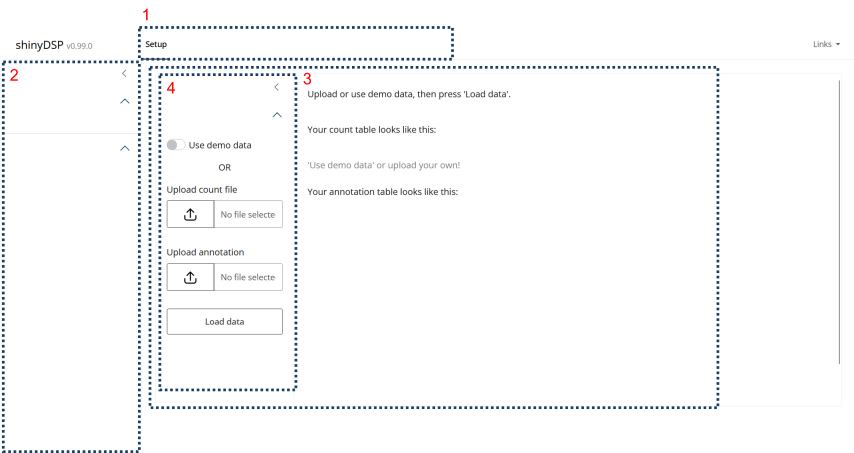 1
shinyDSP v0.99.0
Setup
Links
2
3
4
Upload or use demo data, then press 'Load data'.
Your count table looks like this:
Use demo data
OR
'Use demo data' or upload your own!
Upload count file
Your annotation table looks like this:
No file selecte
Upload annotation
No file selecte
Load data